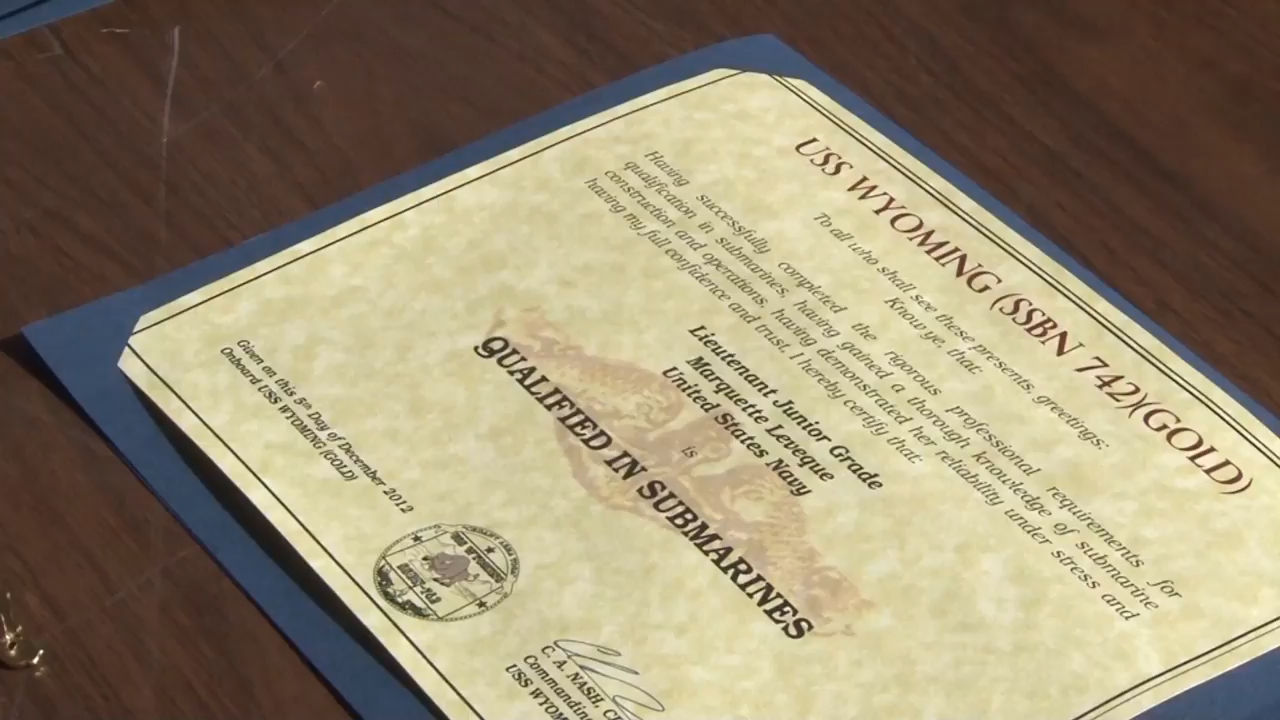 USS WYOMING (SSBN 742)(GOLD)
To all who shall see these presents, greetings:
Know ye, that:
Having successfully completed the rigorous professional requirements for
qualification in submarines, having gained a thorough knowledge of submarine
construction and operations, having demonstrated her reliability under stress and
having my full confidence and trust, I hereby certify that:
Lieutenant Junior Grade
Marquette Leveque
United States Navy
is
QUALIFIED IN SUBMARINES
Given on this 5th Day of December 2012
Onboard USS WYOMING (GOLD)
C. A. NASH,
Commanding
USS